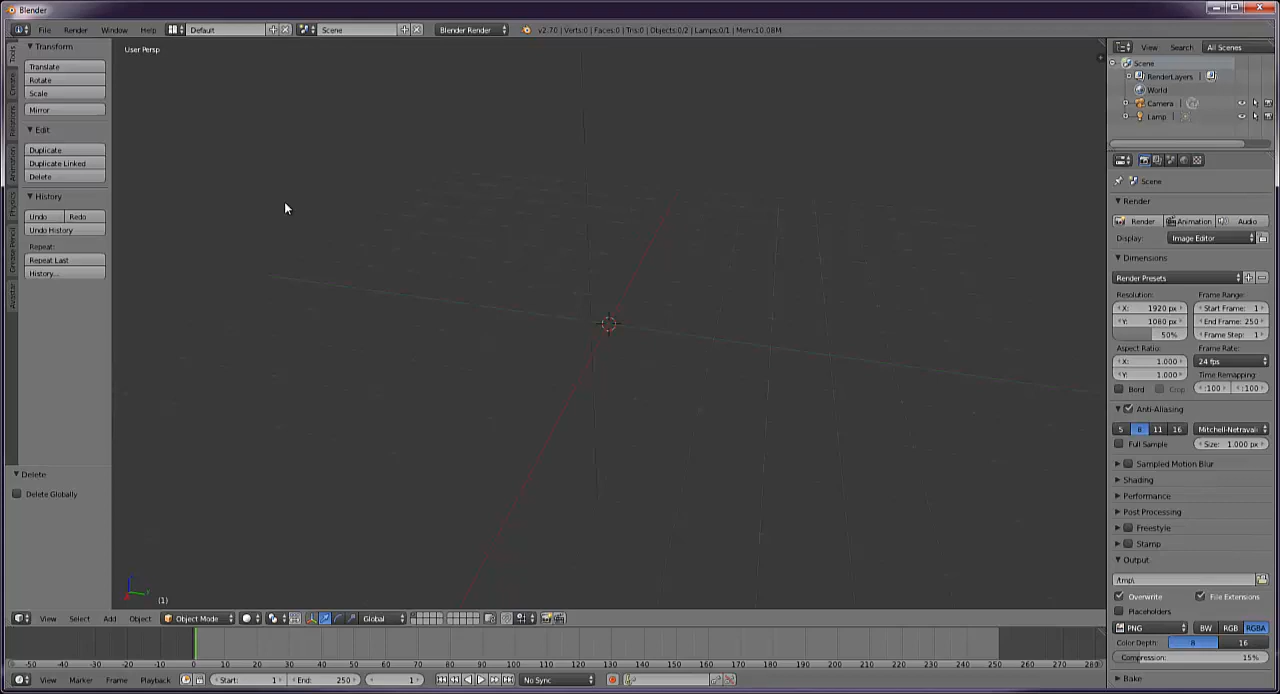 Blender
File Render Window Help Default Scene Blender Render v2.70 | Verts:0 | Faces:0 | Tris:0 | Objects:0/2 | Lamps:0/1 | Mem:10.08M
Tools
Create
Relations
Animation
Physics
Grease Pencil
Avastar
Transform
Translate
Rotate
Scale
Mirror
Edit
Duplicate
Duplicate Linked
Delete
History
Undo Redo
Undo History
Repeat:
Repeat Last
History...
Delete
Delete Globally
User Persp
(1)
View Search All Scenes
Scene
RenderLayers
World
Camera
Lamp
Scene
Render
Render Animation Audio
Display: Image Editor
Dimensions
Render Presets
Resolution: Frame Range:
X: 1920 px Start Frame: 1
Y: 1080 px End Frame: 250
50% Frame Step: 1
Aspect Ratio: Frame Rate:
X: 1.000 24 fps
Y: 1.000 Time Remapping:
Bord Crop :100 :100
Anti-Aliasing
5 8 11 16 Mitchell-Netravali
Full Sample Size: 1.000 px
Sampled Motion Blur
Shading
Performance
Post Processing
Freestyle
Stamp
Output
/tmp\
Overwrite File Extensions
Placeholders
PNG BW RGB RGBA
Color Depth: 8 16
Compression: 15%
Bake
View Select Add Object Object Mode Global
-50 -40 -30 -20 -10 0 10 20 30 40 50 60 70 80 90 100 110 120 130 140 150 160 170 180 190 200 210 220 230 240 250 260 270 280
View Marker Frame Playback Start: 1 End: 250 1 No Sync